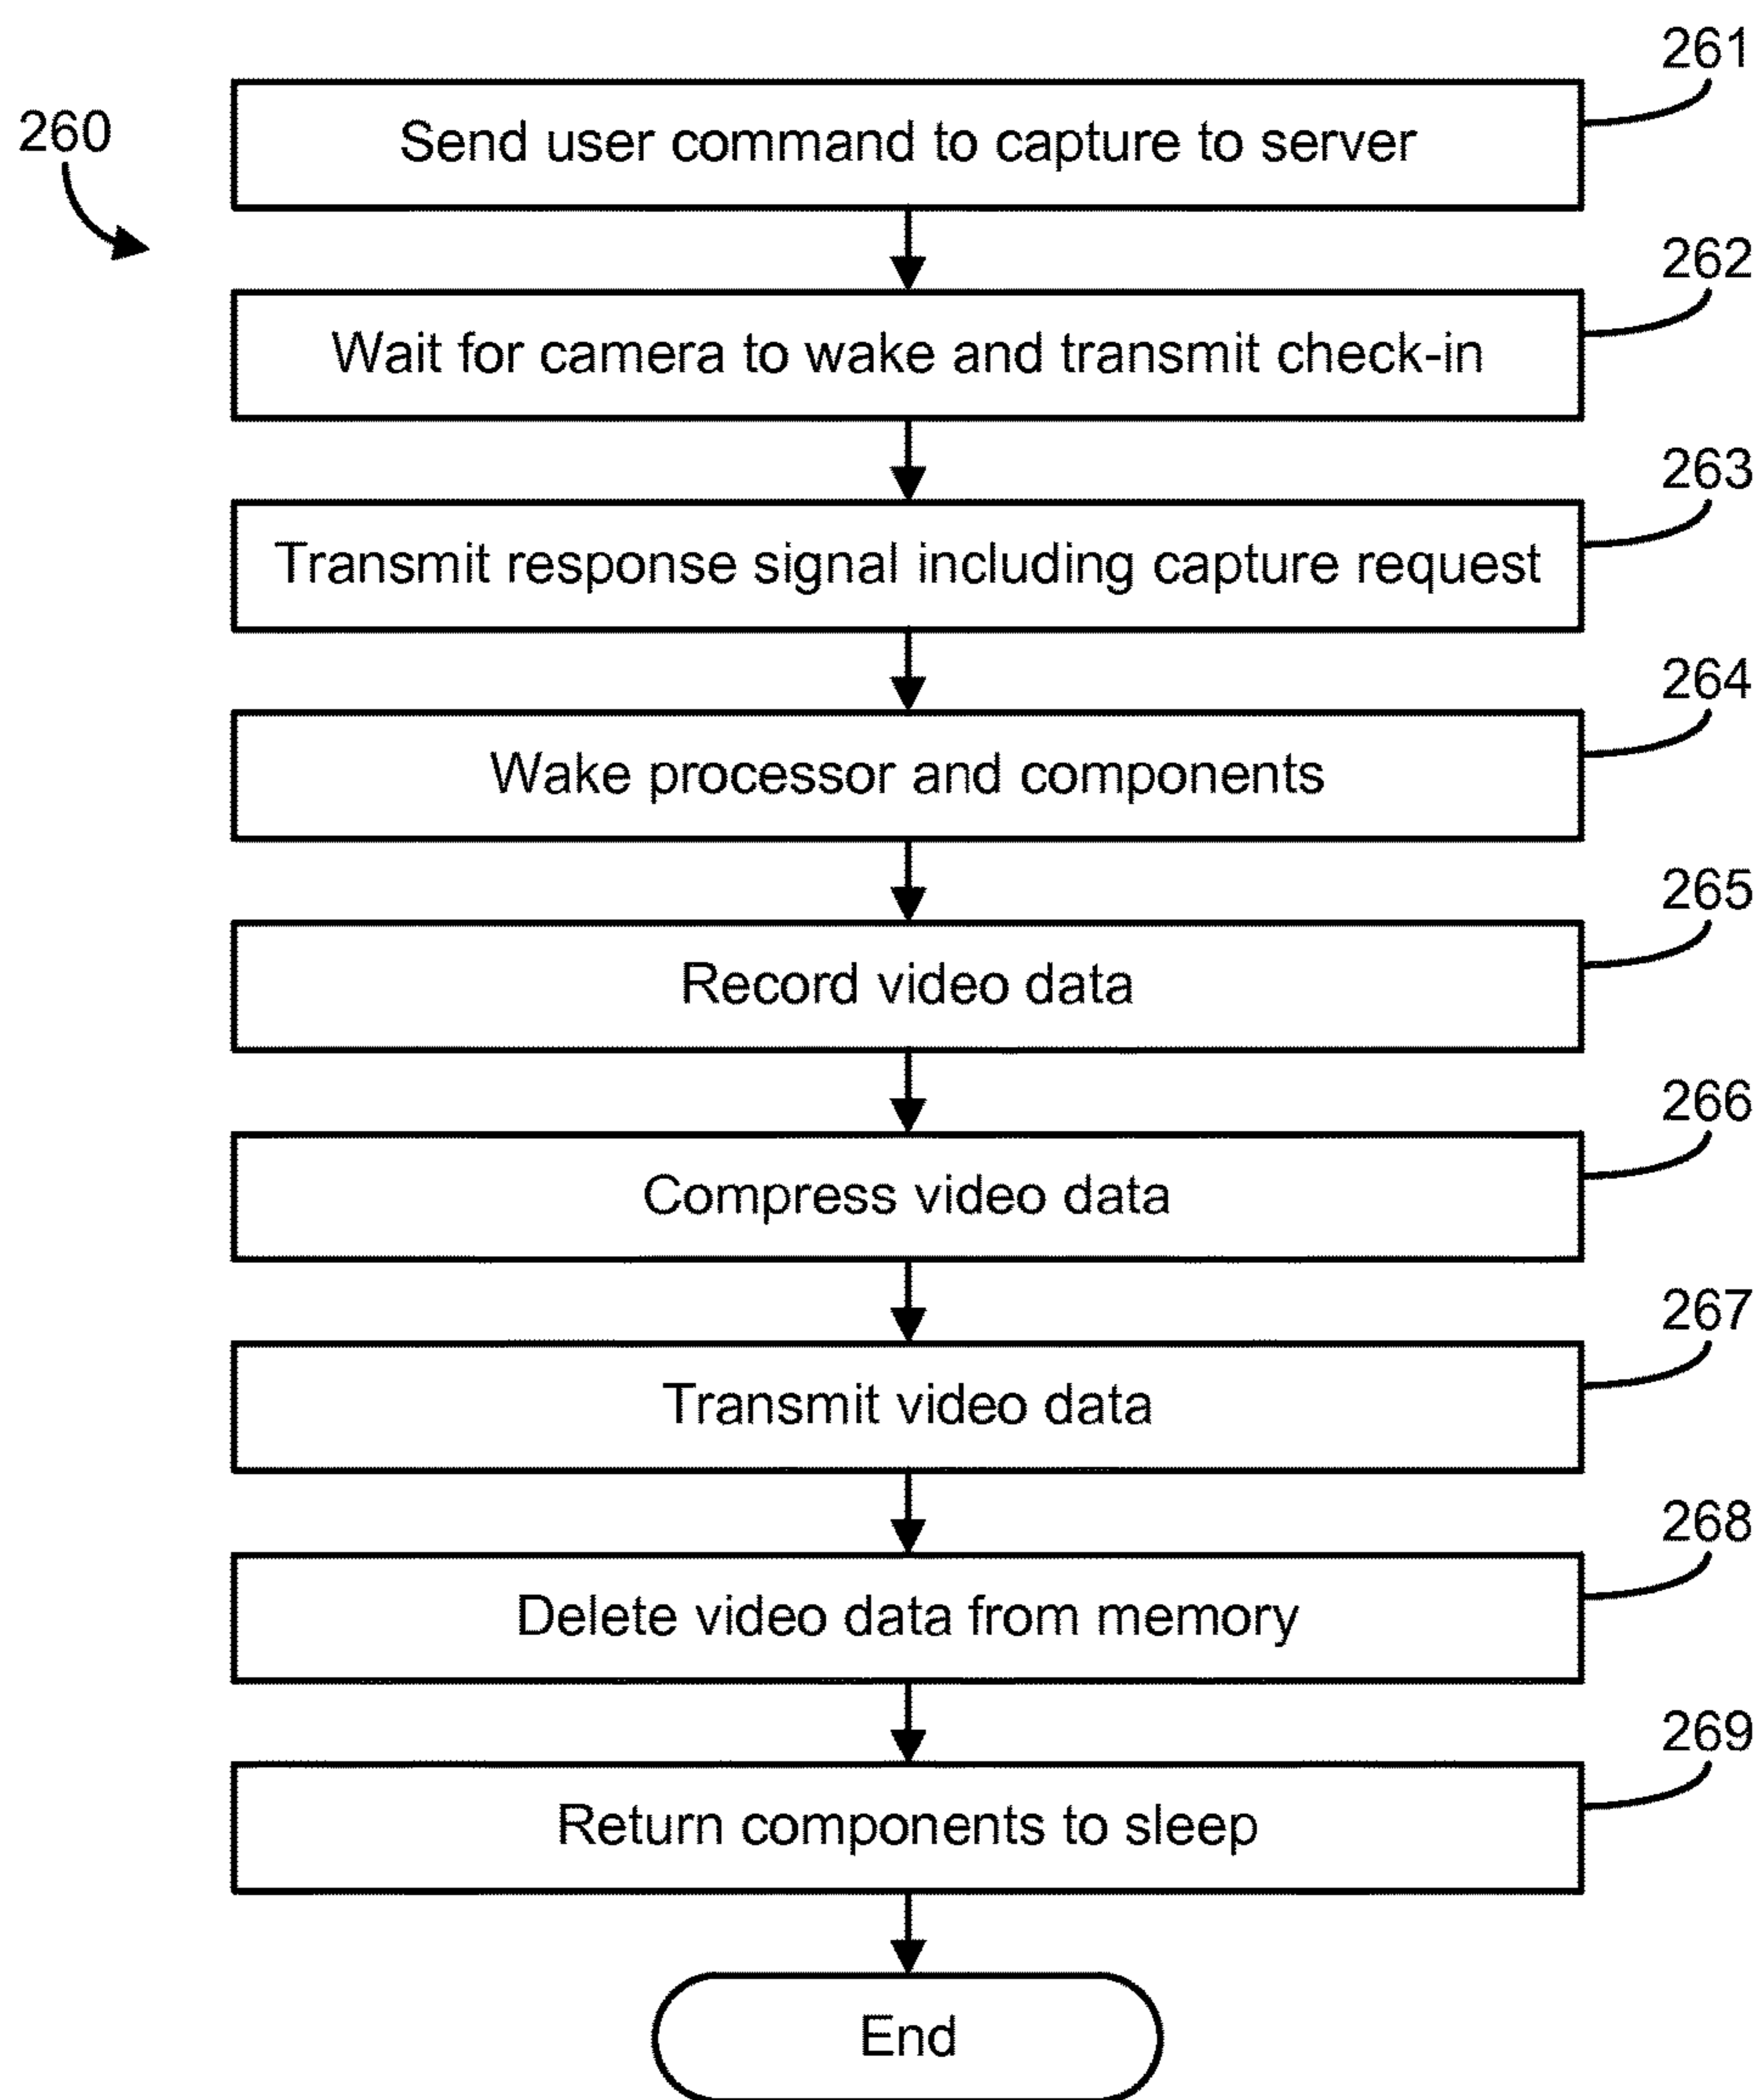 261
260
Send user command to capture to server
262
Wait for camera to wake and transmit check-in
263
Transmit response signal including capture request
264
Wake processor and components
265
Record video data
266
Compress video data
267
Transmit video data
268
Delete video data from memory
269
Return components to sleep
End